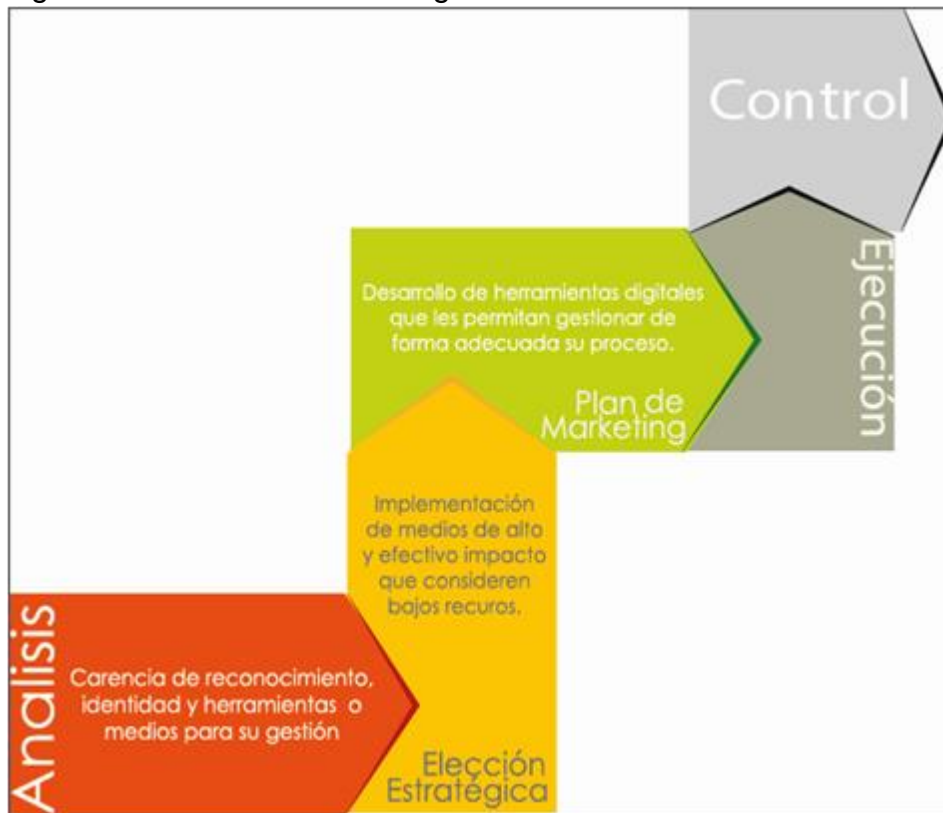 Control
Ejecución
Desarrollo de herramientas digitales
que les permitan gestionar de
forma adecuada su proceso.
Plan de
Marketing
Implementación
de medios de alto
y efectivo impacto
que consideren
bajos recuros.
Elección
Estratégica
Analisis
Carencia de reconocimiento,
identidad y herramientas o
medios para su gestión